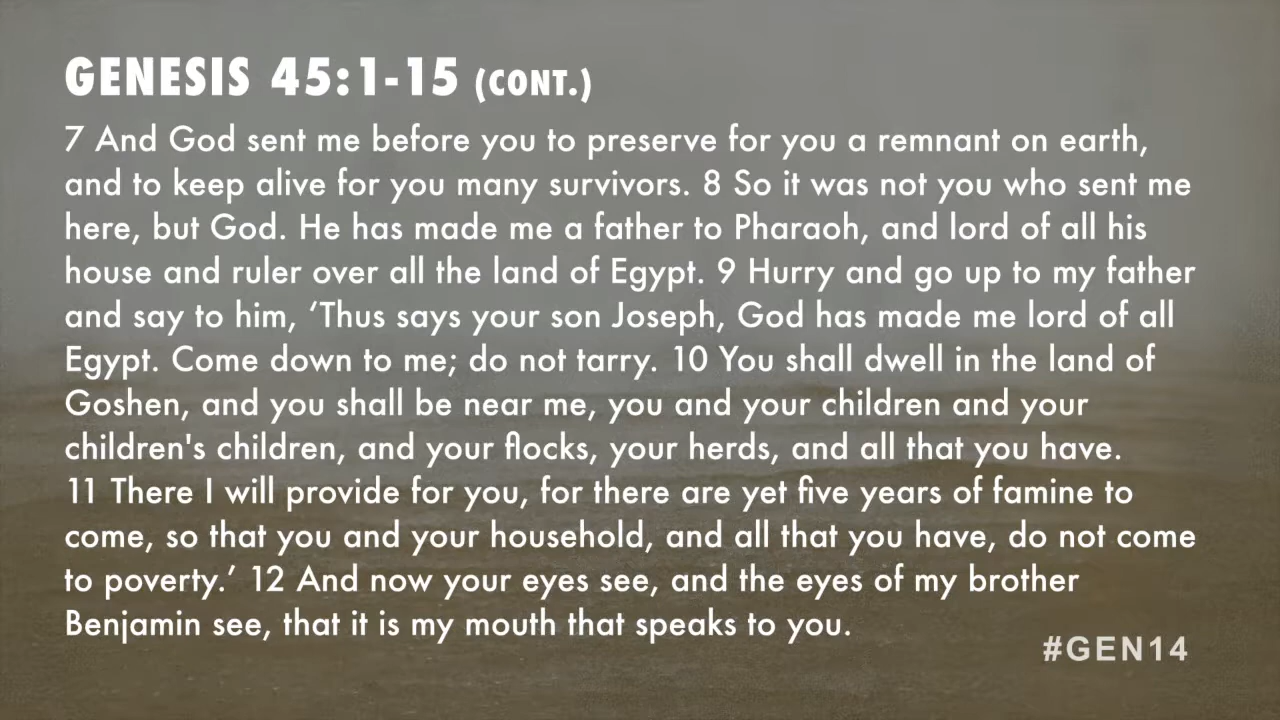 GENESIS 45:1-15 (CONT.)
7 And God sent me before you to preserve for you a remnant on earth,
and to keep alive for you many survivors. 8 So it was not you who sent me
here, but God. He has made me a father to Pharaoh, and lord of all his
house and ruler over all the land of Egypt. 9 Hurry and go up to my father
and say to him, ‘Thus says your son Joseph, God has made me lord of all
Egypt. Come down to me; do not tarry. 10 You shall dwell in the land of
Goshen, and you shall be near me, you and your children and your
children's children, and your flocks, your herds, and all that you have.
11 There I will provide for you, for there are yet five years of famine to
come, so that you and your household, and all that you have, do not come
to poverty.’ 12 And now your eyes see, and the eyes of my brother
Benjamin see, that it is my mouth that speaks to you.
#GEN14